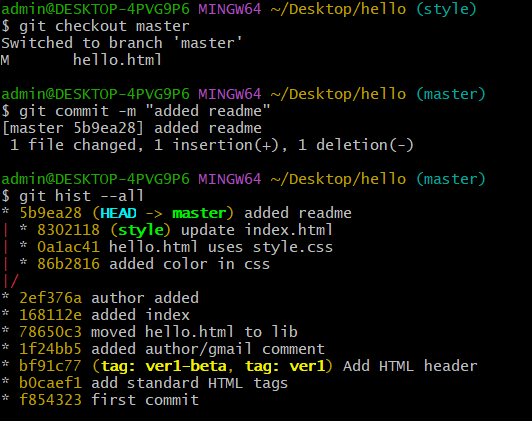 admin@DESKTOP-4PVG9P6 MINGW64 ~/Desktop/hello (style)
$ git checkout master
Switched to branch 'master'
M       hello.html
admin@DESKTOP-4PVG9P6 MINGW64 ~/Desktop/hello (master)
$ git commit -m "added readme"
[master 5b9ea28] added readme
 1 file changed, 1 insertion(+), 1 deletion(-)
admin@DESKTOP-4PVG9P6 MINGW64 ~/Desktop/hello (master)
$ git hist --all
* 5b9ea28 (HEAD -> master) added readme
| * 8302118 (style) update index.html
| * 0a1ac41 hello.html uses style.css
| * 86b2816 added color in css
|/
* 2ef376a author added
* 168112e added index
* 78650c3 moved hello.html to lib
* 1f24bb5 added author/gmail comment
* bf91c77 (tag: ver1-beta, tag: ver1) Add HTML header
* b0caef1 add standard HTML tags
* f854323 first commit